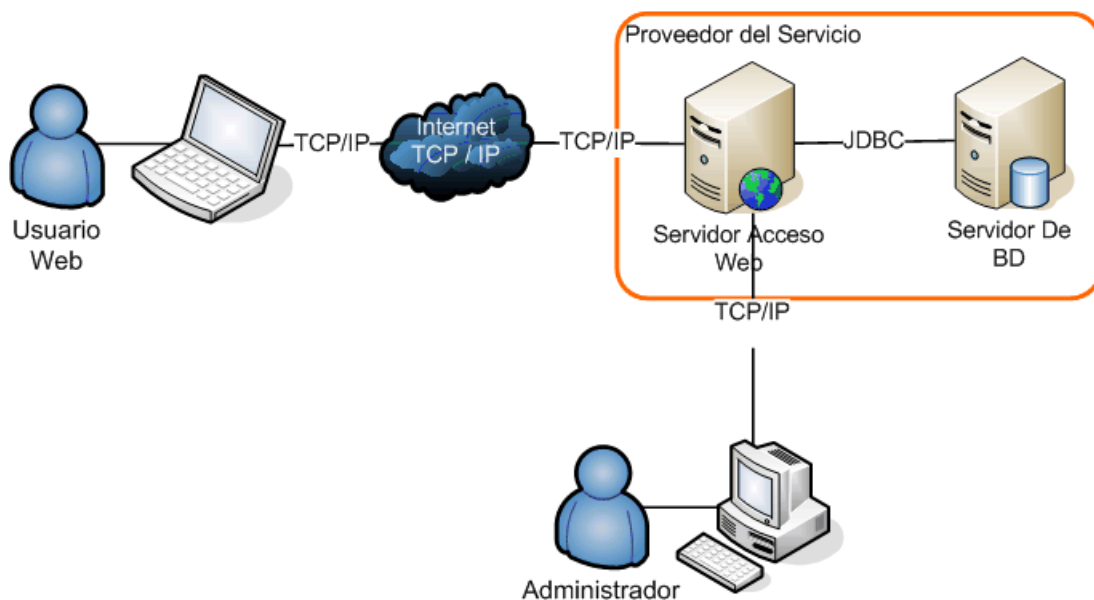 Proveedor del Servicio
Internet
TCP / IP
TCP/IP
TCP/IP
JDBC
Usuario
Web
Servidor Acceso
Web
Servidor De
BD
TCP/IP
Administrador